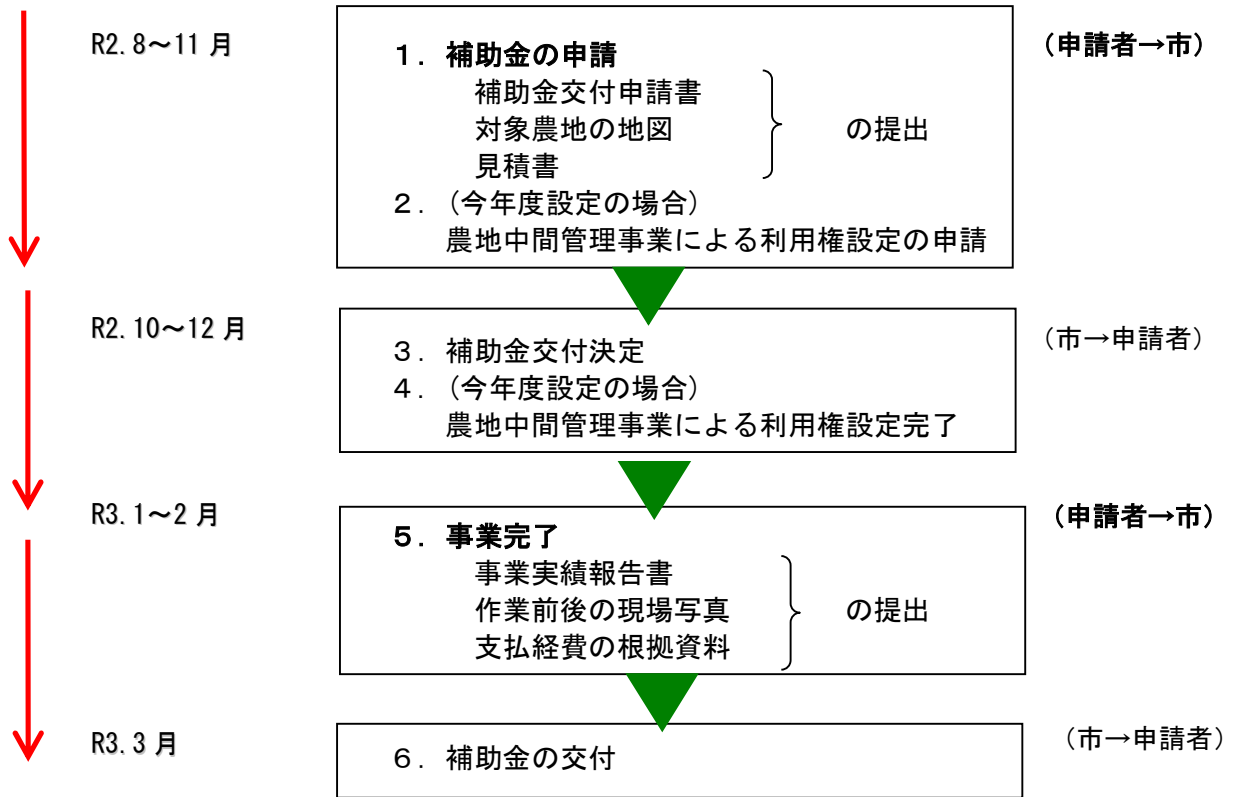 R2.8～11 月
１．補助金の申請
補助金交付申請書
対象農地の地図
見積書
の提出
２．（今年度設定の場合）
農地中間管理事業による利用権設定の申請
（申請者→市）
R2.10～12 月
３．補助金交付決定
４．（今年度設定の場合）
農地中間管理事業による利用権設定完了
（市→申請者）
R3.1～2 月
５．事業完了
事業実績報告書
作業前後の現場写真
支払経費の根拠資料
の提出
（申請者→市）
R3.3 月
６．補助金の交付
（市→申請者）